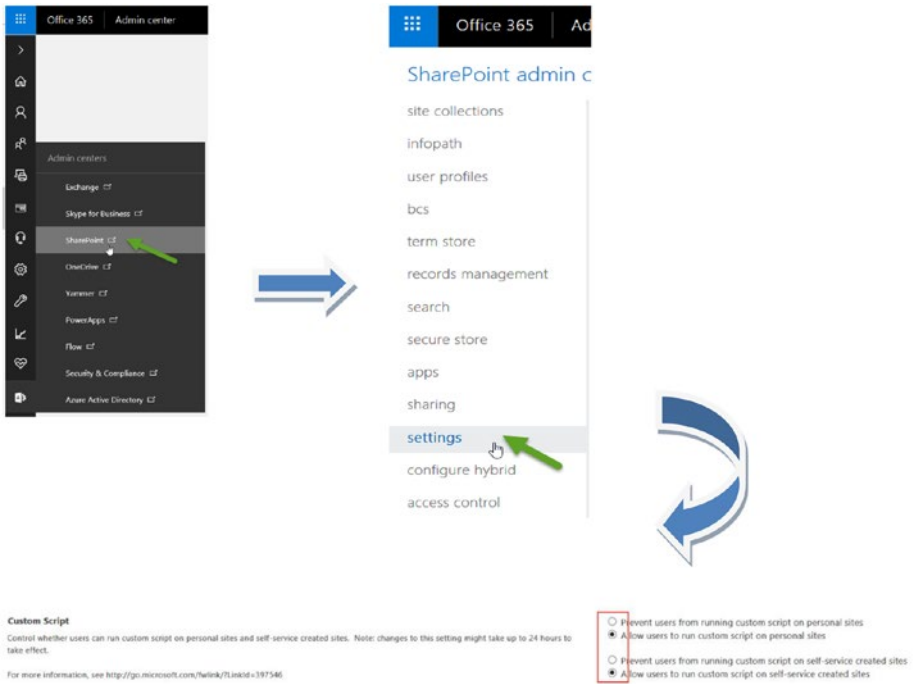 Office 365
Admin center
Admin centers
Exchange
Skype for Business
SharePoint
OneDrive
Yammer
PowerApps
Flow
Security & Compliance
Azure Active Directory
Office 365
Ad
SharePoint admin c
site collections
infopath
user profiles
bcs
term store
records management
search
secure store
apps
sharing
settings
configure hybrid
access control
Custom Script
Control whether users can run custom script on personal sites and self-service created sites. Note: changes to this setting might take up to 24 hours to
take effect.
For more information, see http://go.microsoft.com/fwlink/?LinkId=397546
Prevent users from running custom script on personal sites
Allow users to run custom script on personal sites
Prevent users from running custom script on self-service created sites
Allow users to run custom script on self-service created sites